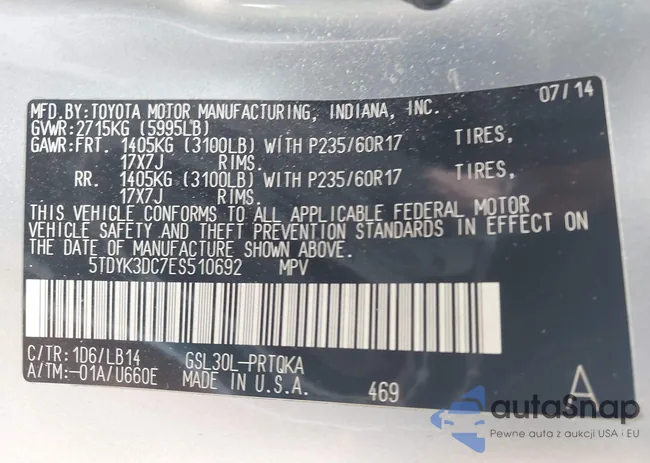 MFD.BY:TOYOTA MOTOR MANUFACTURING, INDIANA, INC. 07/14
GVWR:2715KG (5995LB)
GAWR:FRT. 1405KG (3100LB) WITH P235/60R17 TIRES,
17X7J RIMS.
RR. 1405KG (3100LB) WITH P235/60R17 TIRES,
17X7J RIMS.
THIS VEHICLE CONFORMS TO ALL APPLICABLE FEDERAL MOTOR
VEHICLE SAFETY AND THEFT PREVENTION STANDARDS IN EFFECT ON
THE DATE OF MANUFACTURE SHOWN ABOVE.
5TDYK3DC7ES510692 MPV
C/TR:1D6/LB14 GSL30L-PRTQKA
A/TM:-01A/U660E MADE IN U.S.A. 469 A
autoSnap
Pewne auta z aukcji USA i EU